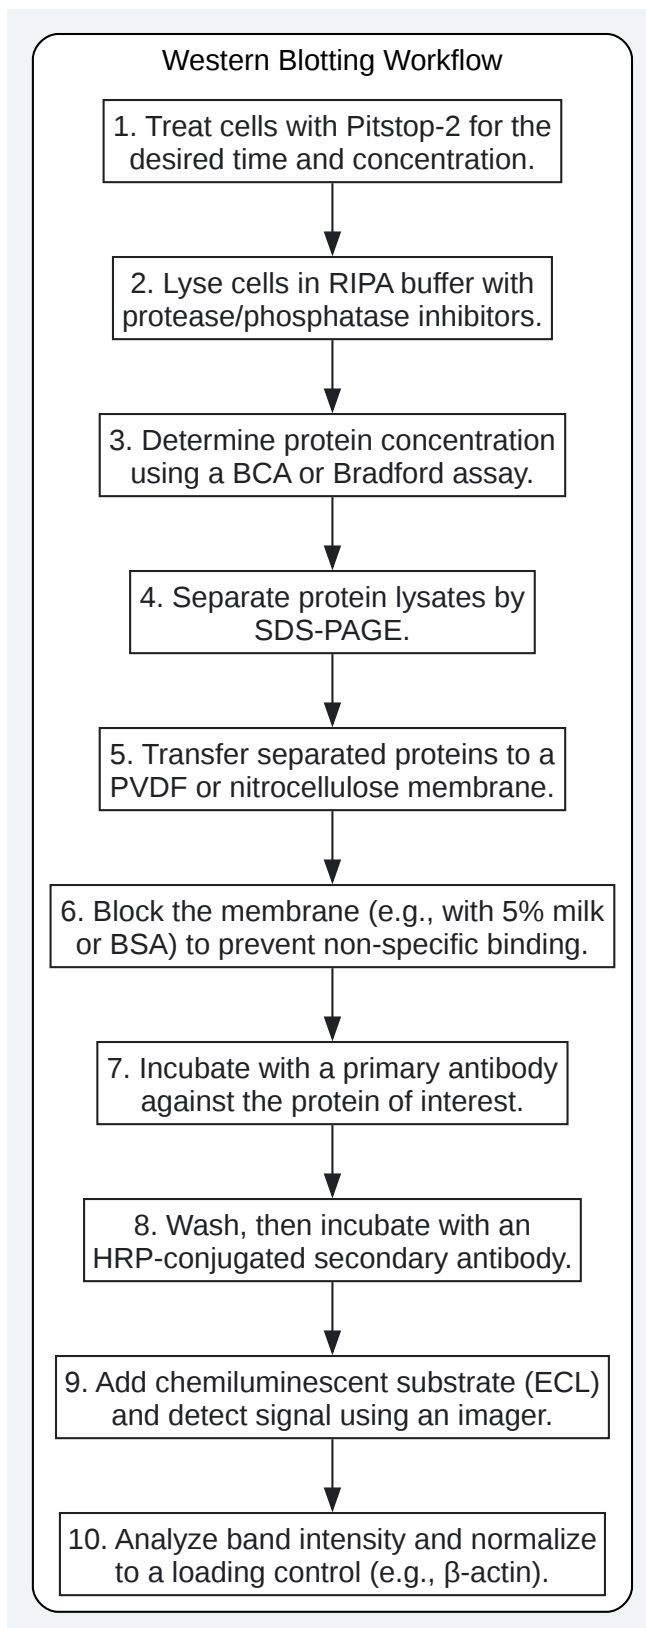 Western Blotting Workflow
1. Treat cells with Pitstop-2 for the
desired time and concentration.
2. Lyse cells in RIPA buffer with
protease/phosphatase inhibitors.
3. Determine protein concentration
using a BCA or Bradford assay.
4. Separate protein lysates by
SDS-PAGE.
5. Transfer separated proteins to a
PVDF or nitrocellulose membrane.
6. Block the membrane (e.g., with 5% milk
or BSA) to prevent non-specific binding.
7. Incubate with a primary antibody
against the protein of interest.
8. Wash, then incubate with an
HRP-conjugated secondary antibody.
9. Add chemiluminescent substrate (ECL)
and detect signal using an imager.
10. Analyze band intensity and normalize
to a loading control (e.g., β-actin).